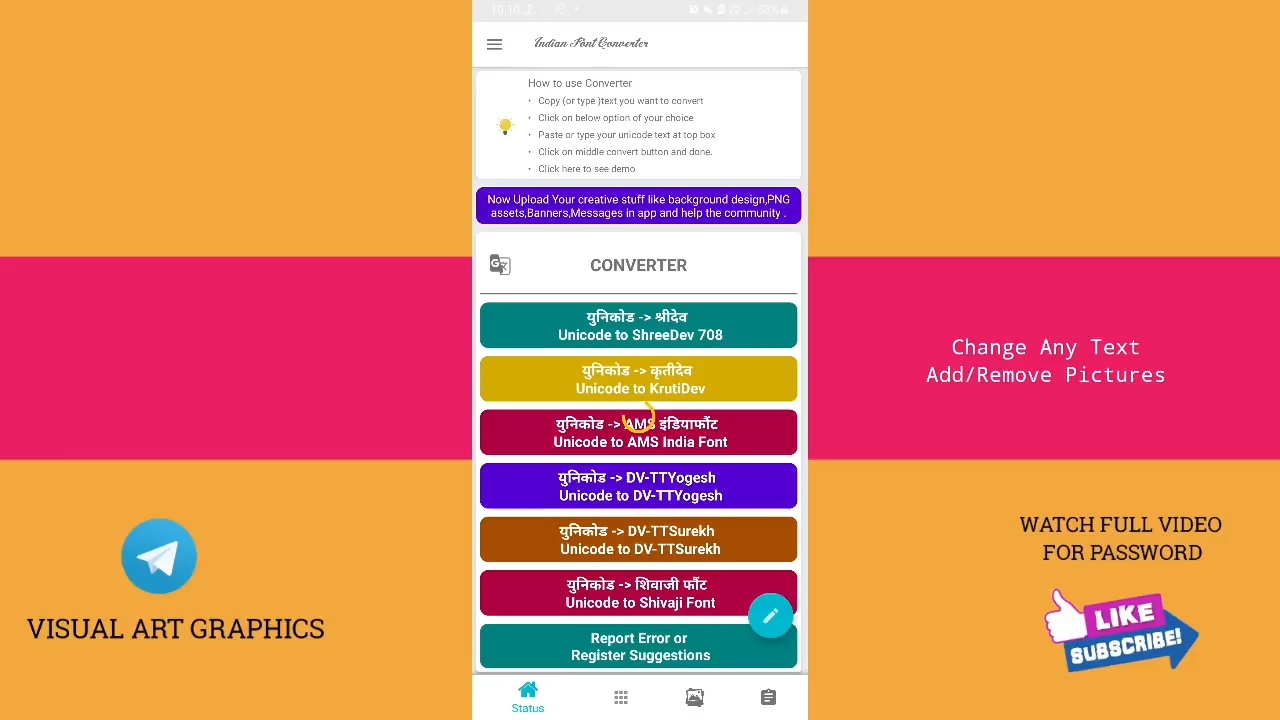 10:10
53%
Indian Font Converter
How to use Converter
• Copy (or type )text you want to convert
• Click on below option of your choice
• Paste or type your unicode text at top box
• Click on middle convert button and done.
• Click here to see demo
Now Upload Your creative stuff like background design,PNG
assets,Banners,Messages in app and help the community .
CONVERTER
युनिकोड -> श्रीदेव
Unicode to ShreeDev 708
युनिकोड -> कृतीदेव
Unicode to KrutiDev
युनिकोड -> AMS इंडियाफौंट
Unicode to AMS India Font
युनिकोड -> DV-TTYogesh
Unicode to DV-TTYogesh
युनिकोड -> DV-TTSurekh
Unicode to DV-TTSurekh
युनिकोड -> शिवाजी फौंट
Unicode to Shivaji Font
Report Error or
Register Suggestions
Status
VISUAL ART GRAPHICS
Change Any Text
Add/Remove Pictures
WATCH FULL VIDEO
FOR PASSWORD
LIKE
SUBSCRIBE!